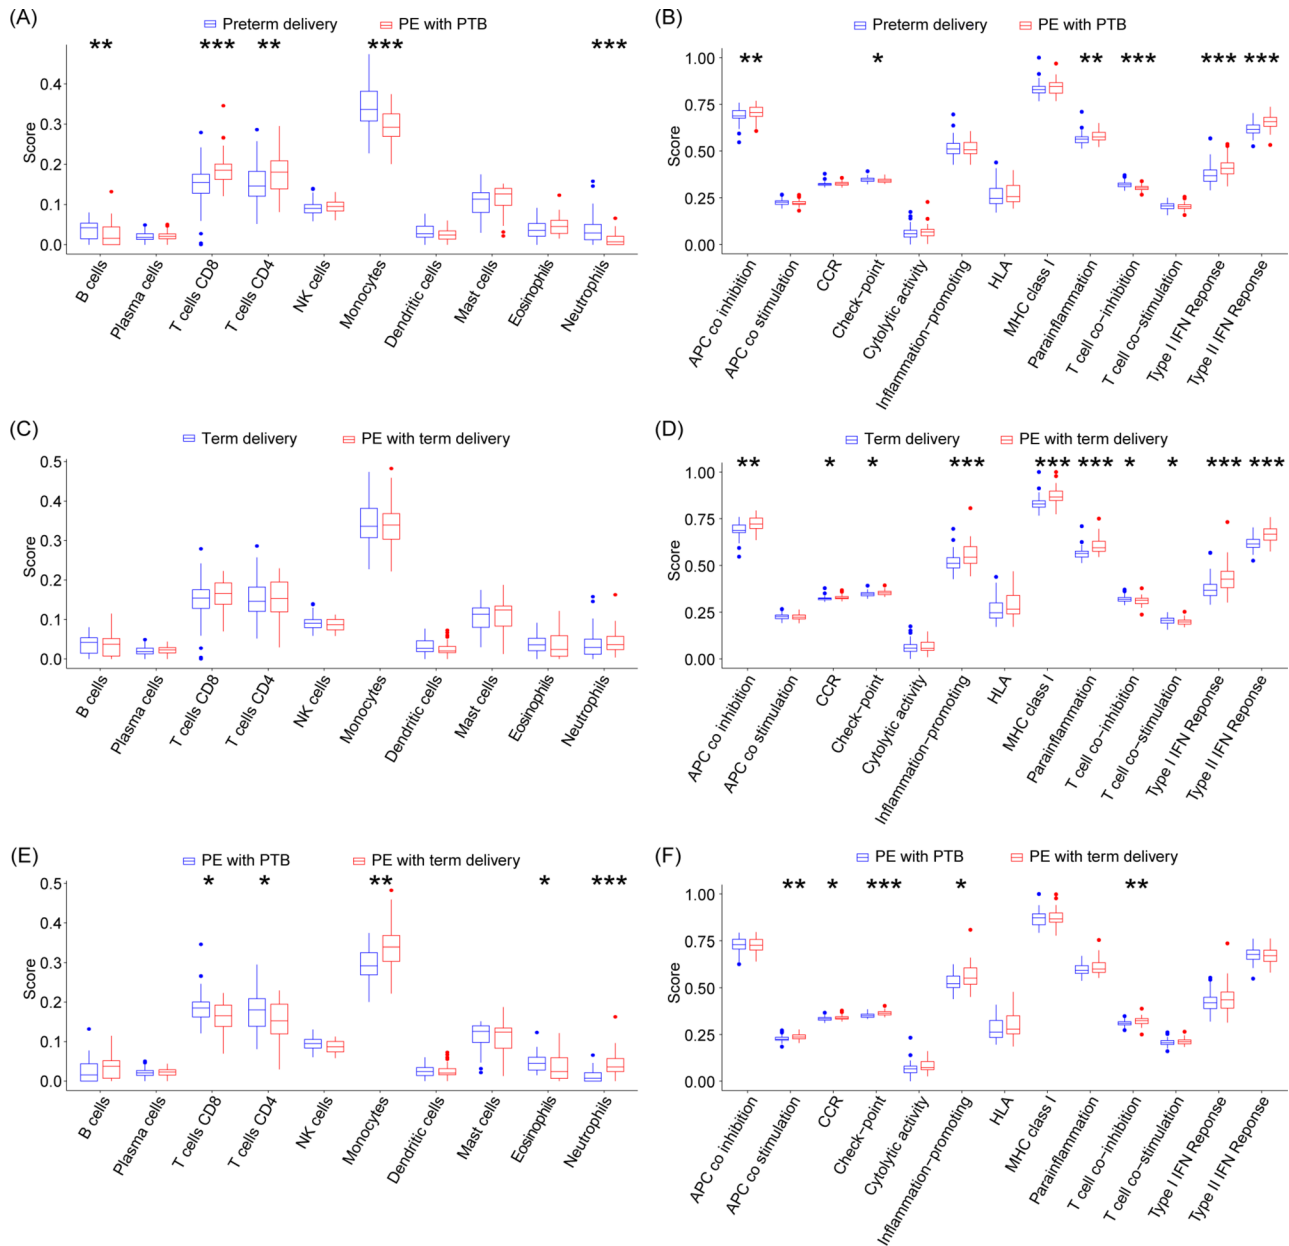 (A)
Preterm delivery PE with PTB
** *** ** *** ***
Score
0.4
0.3
0.2
0.1
0.0
B cells
Plasma cells
T cells CD8
T cells CD4
NK cells
Monocytes
Dendritic cells
Mast cells
Eosinophils
Neutrophils
(B)
Preterm delivery PE with PTB
** * ** *** *** ***
Score
1.00
0.75
0.50
0.25
0.00
APC co inhibition
APC co stimulation
CCR
Check−point
Cytolytic activity
Inflammation−promoting
HLA
MHC class I
Parainflammation
T cell co−inhibition
T cell co−stimulation
Type I IFN Reponse
Type II IFN Reponse
(C)
Term delivery PE with term delivery
Score
0.5
0.4
0.3
0.2
0.1
0.0
B cells
Plasma cells
T cells CD8
T cells CD4
NK cells
Monocytes
Dendritic cells
Mast cells
Eosinophils
Neutrophils
(D)
Term delivery PE with term delivery
** * * *** *** *** * * *** ***
Score
1.00
0.75
0.50
0.25
0.00
APC co inhibition
APC co stimulation
CCR
Check−point
Cytolytic activity
Inflammation−promoting
HLA
MHC class I
Parainflammation
T cell co−inhibition
T cell co−stimulation
Type I IFN Reponse
Type II IFN Reponse
(E)
PE with PTB PE with term delivery
* * ** * ***
Score
0.5
0.4
0.3
0.2
0.1
0.0
B cells
Plasma cells
T cells CD8
T cells CD4
NK cells
Monocytes
Dendritic cells
Mast cells
Eosinophils
Neutrophils
(F)
PE with PTB PE with term delivery
** * *** * **
Score
1.00
0.75
0.50
0.25
0.00
APC co inhibition
APC co stimulation
CCR
Check−point
Cytolytic activity
Inflammation−promoting
HLA
MHC class I
Parainflammation
T cell co−inhibition
T cell co−stimulation
Type I IFN Reponse
Type II IFN Reponse